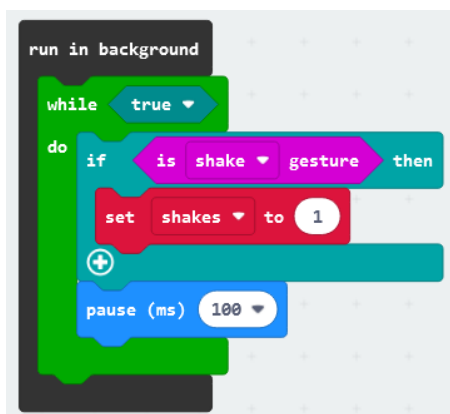 run in background
while true
do
if is shake gesture then
set shakes to 1
pause (ms) 100